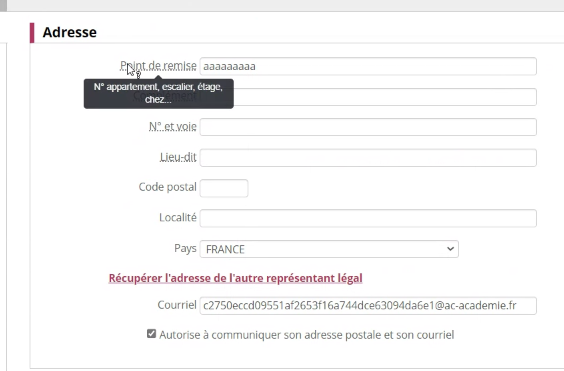 Adresse
Point de remise aaaaaaaaa
N° appartement, escalier, étage,
chez...
N° et voie
Lieu-dit
Code postal
Localité
Pays FRANCE
Récupérer l'adresse de l'autre représentant légal
Courriel c2750eccd09551af2653f16a744dce63094da6e1@ac-academie.fr
Autorise à communiquer son adresse postale et son courriel